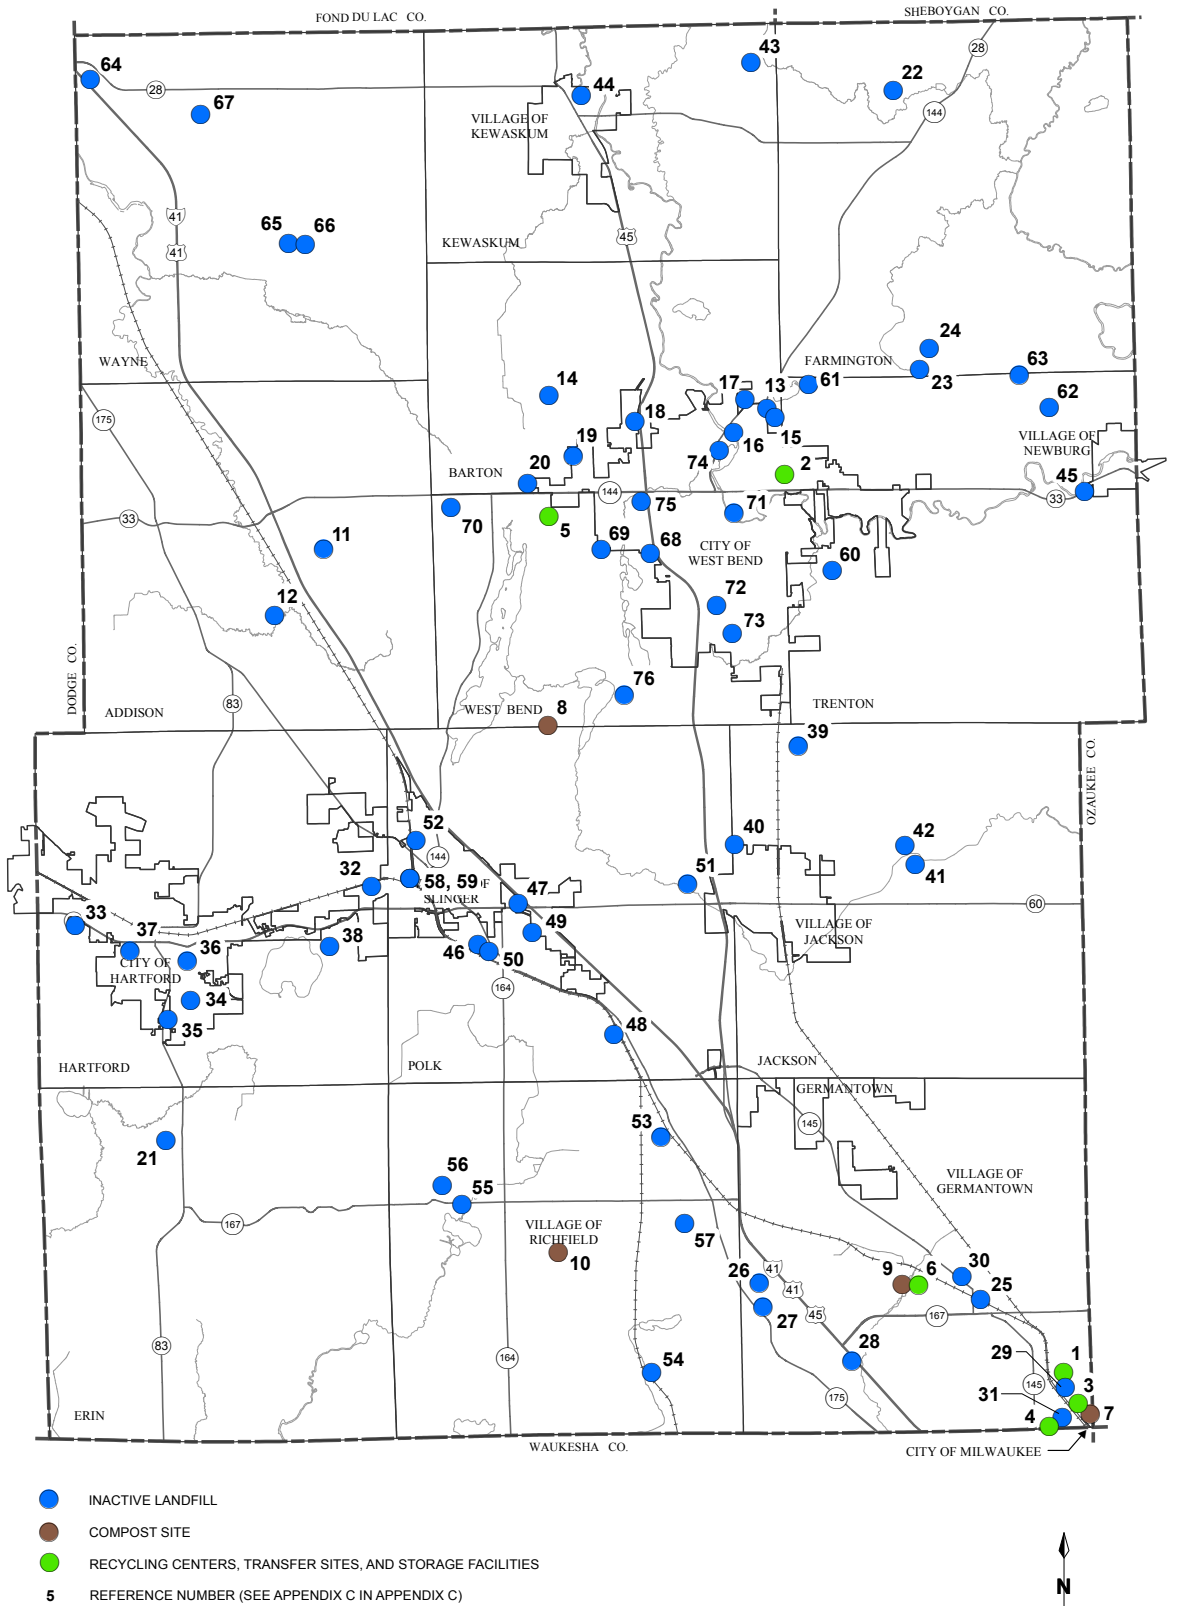 FOND DU LAC CO.
SHEBOYGAN CO.
43
28
64
22
28
67
44
144
VILLAGE OF
KEWASKUM
41
65
66
45
KEWASKUM
41
24
WAYNE
FARMINGTON
63
23
61
14
17
13
62
175
18
15
VILLAGE OF
NEWBURG
19
16
74
2
BARTON
20
45
144
33
75
71
33
70
5
11
69
68
CITY OF
WEST BEND
60
72
12
73
DODGE CO.
76
83
WEST BEND
8
TRENTON
ADDISON
39
OZAUKEE CO.
52
40
42
144
51
41
32
58, 59
OF
SLINGER
47
60
33
37
49
VILLAGE OF
JACKSON
36
38
46
50
CITY OF
HARTFORD
164
34
35
48
HARTFORD
POLK
JACKSON
GERMANTOWN
53
145
21
56
VILLAGE OF
GERMANTOWN
55
167
VILLAGE OF
RICHFIELD
57
10
26
41
9
6
30
41
25
27
45
167
83
164
28
29
1
54
145
3
175
31
4
7
ERIN
WAUKESHA CO.
CITY OF MILWAUKEE
INACTIVE LANDFILL
COMPOST SITE
RECYCLING CENTERS, TRANSFER SITES, AND STORAGE FACILITIES
5 REFERENCE NUMBER (SEE APPENDIX C IN APPENDIX C)
N